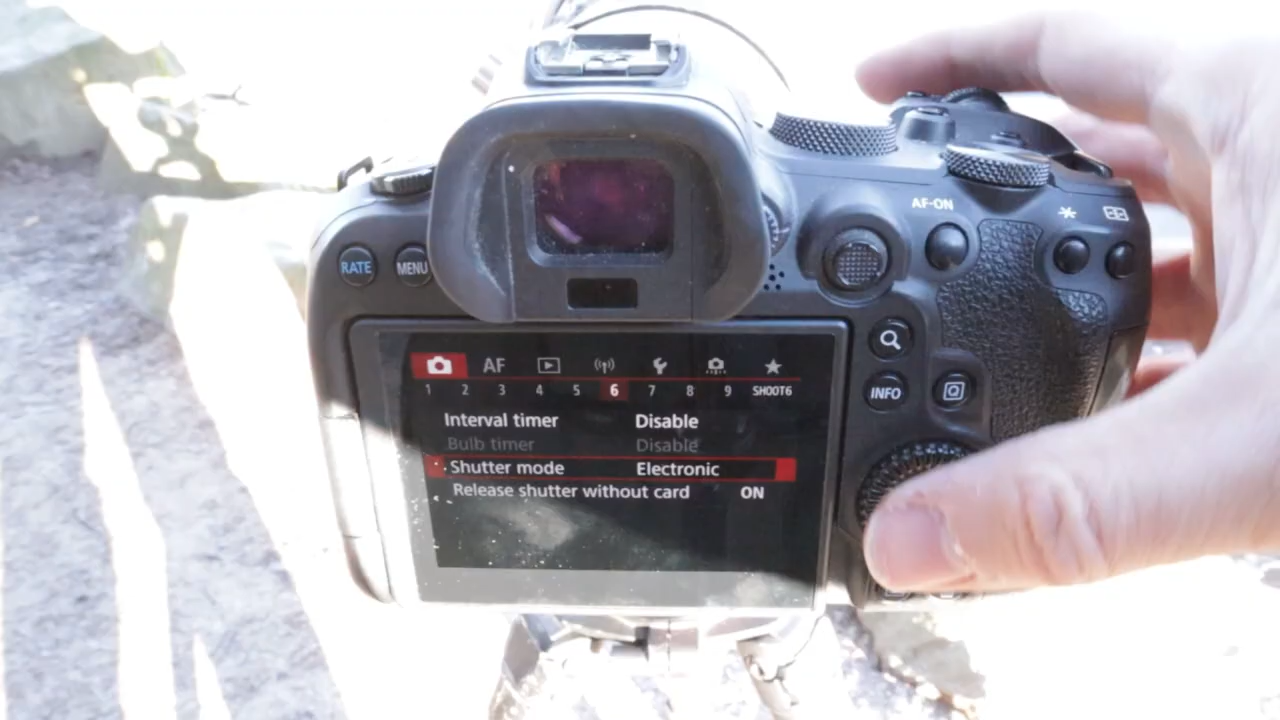 AF-ON
RATE MENU
INFO Q
AF
1 2 3 4 5 6 7 8 9 SHOOT6
Interval timer Disable
Bulb timer Disable
Shutter mode Electronic
Release shutter without card ON